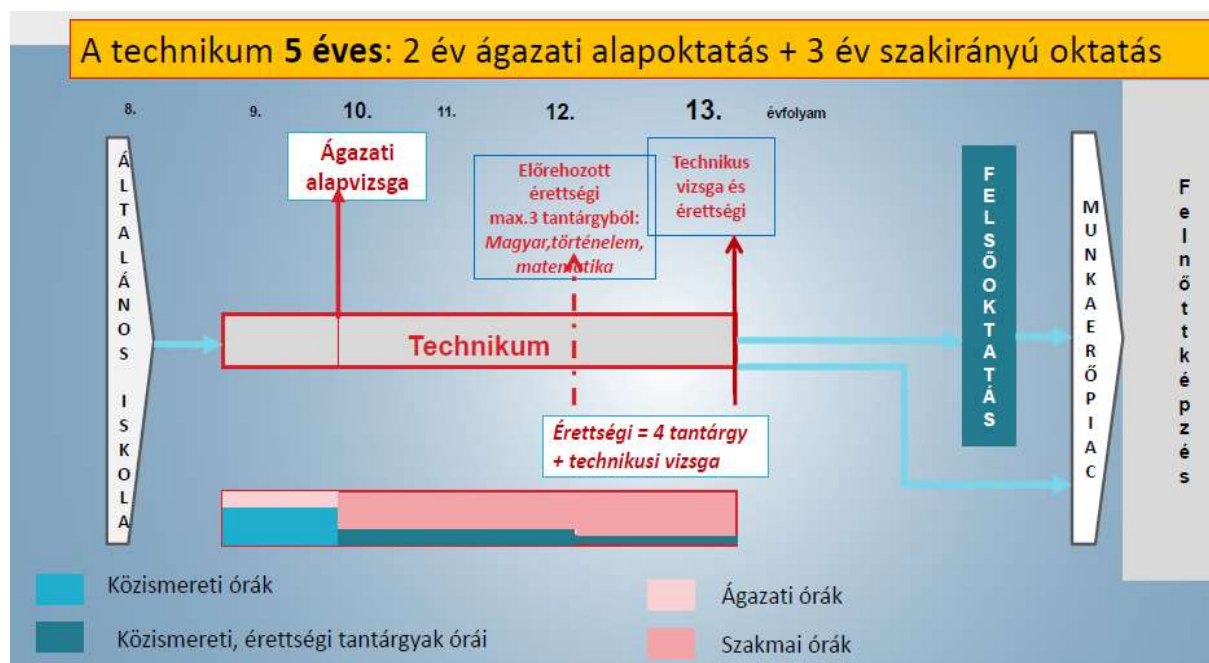 A technikum 5 éves: 2 év ágazati alapoktatás + 3 év szakirányú oktatás
8. 9. 10. 11. 12. 13. évfolyam
Ágazati
alapvizsga
Előrehozott
érettségi
max.3 tantárgyból:
Magyar,történelem,
matematika
Technikus
vizsga és
érettségi
ÁLTALÁNOS ISKOLA
Technikum
FELSŐOKTATÁS
MUNKAERŐPIAC
Felnőttképzés
Érettségi = 4 tantárgy
+ technikusi vizsga
Közismereti órák
Közismereti, érettségi tantárgyak órái
Ágazati órák
Szakmai órák